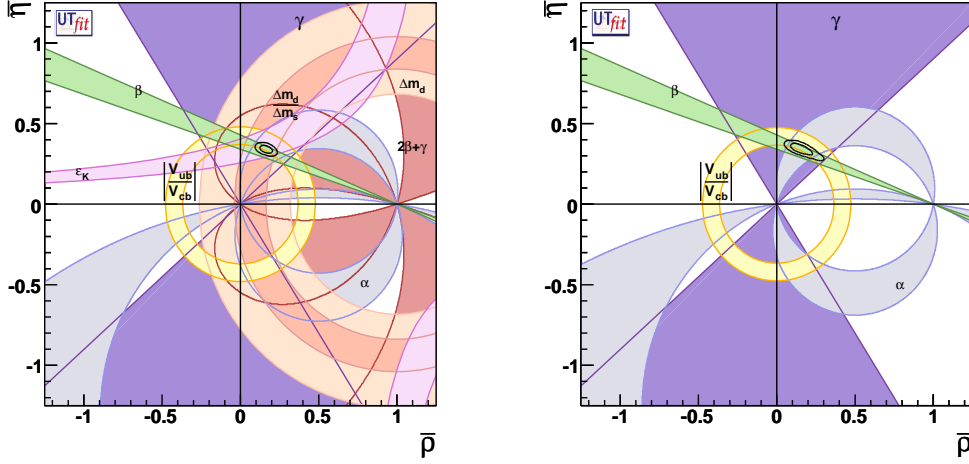 η̅
UTfit
γ
1
β
Δm_d
Δm_s
Δm_d
0.5
2β+γ
ε_K
|V_ub
V_cb|
0
α
-0.5
-1
-1 -0.5 0 0.5 1
ρ̅
η̅
UTfit
γ
1
β
0.5
|V_ub
V_cb|
0
α
-0.5
-1
-1 -0.5 0 0.5 1
ρ̅